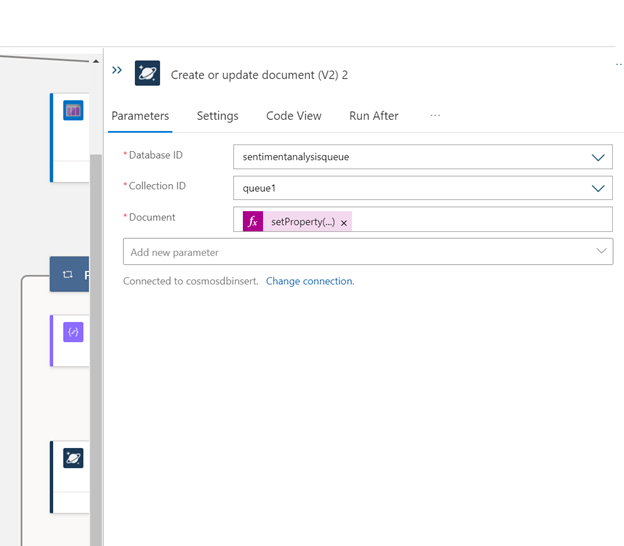 Create or update document (V2) 2
Parameters Settings Code View Run After ...
* Database ID sentimentanalysisqueue
* Collection ID queue1
* Document fx setProperty(...) ×
Add new parameter
Connected to cosmosdbinsert. Change connection.